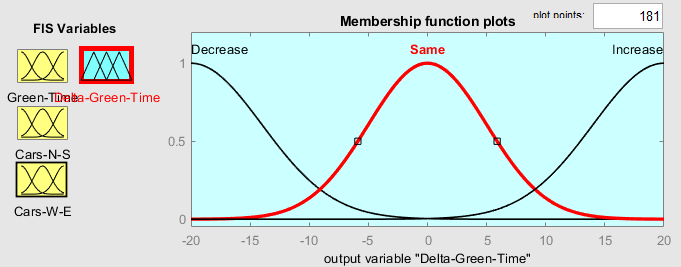 FIS Variables
Membership function plots
plot points:
181
Green-Time
Delta-Green-Time
Cars-N-S
Cars-W-E
Decrease
Same
Increase
1
0.5
0
-20
-15
-10
-5
0
5
10
15
20
output variable "Delta-Green-Time"